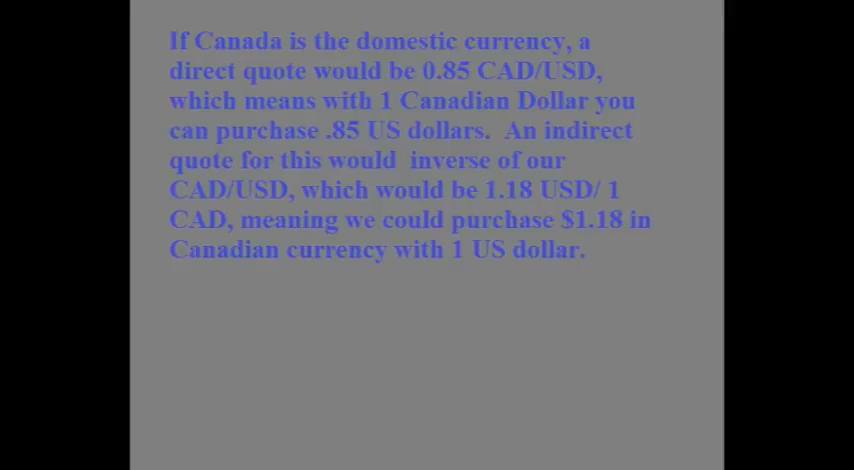 If Canada is the domestic currency, a
direct quote would be 0.85 CAD/USD,
which means with 1 Canadian Dollar you
can purchase .85 US dollars.  An indirect
quote for this would  inverse of our
CAD/USD, which would be 1.18 USD/ 1
CAD, meaning we could purchase $1.18 in
Canadian currency with 1 US dollar.